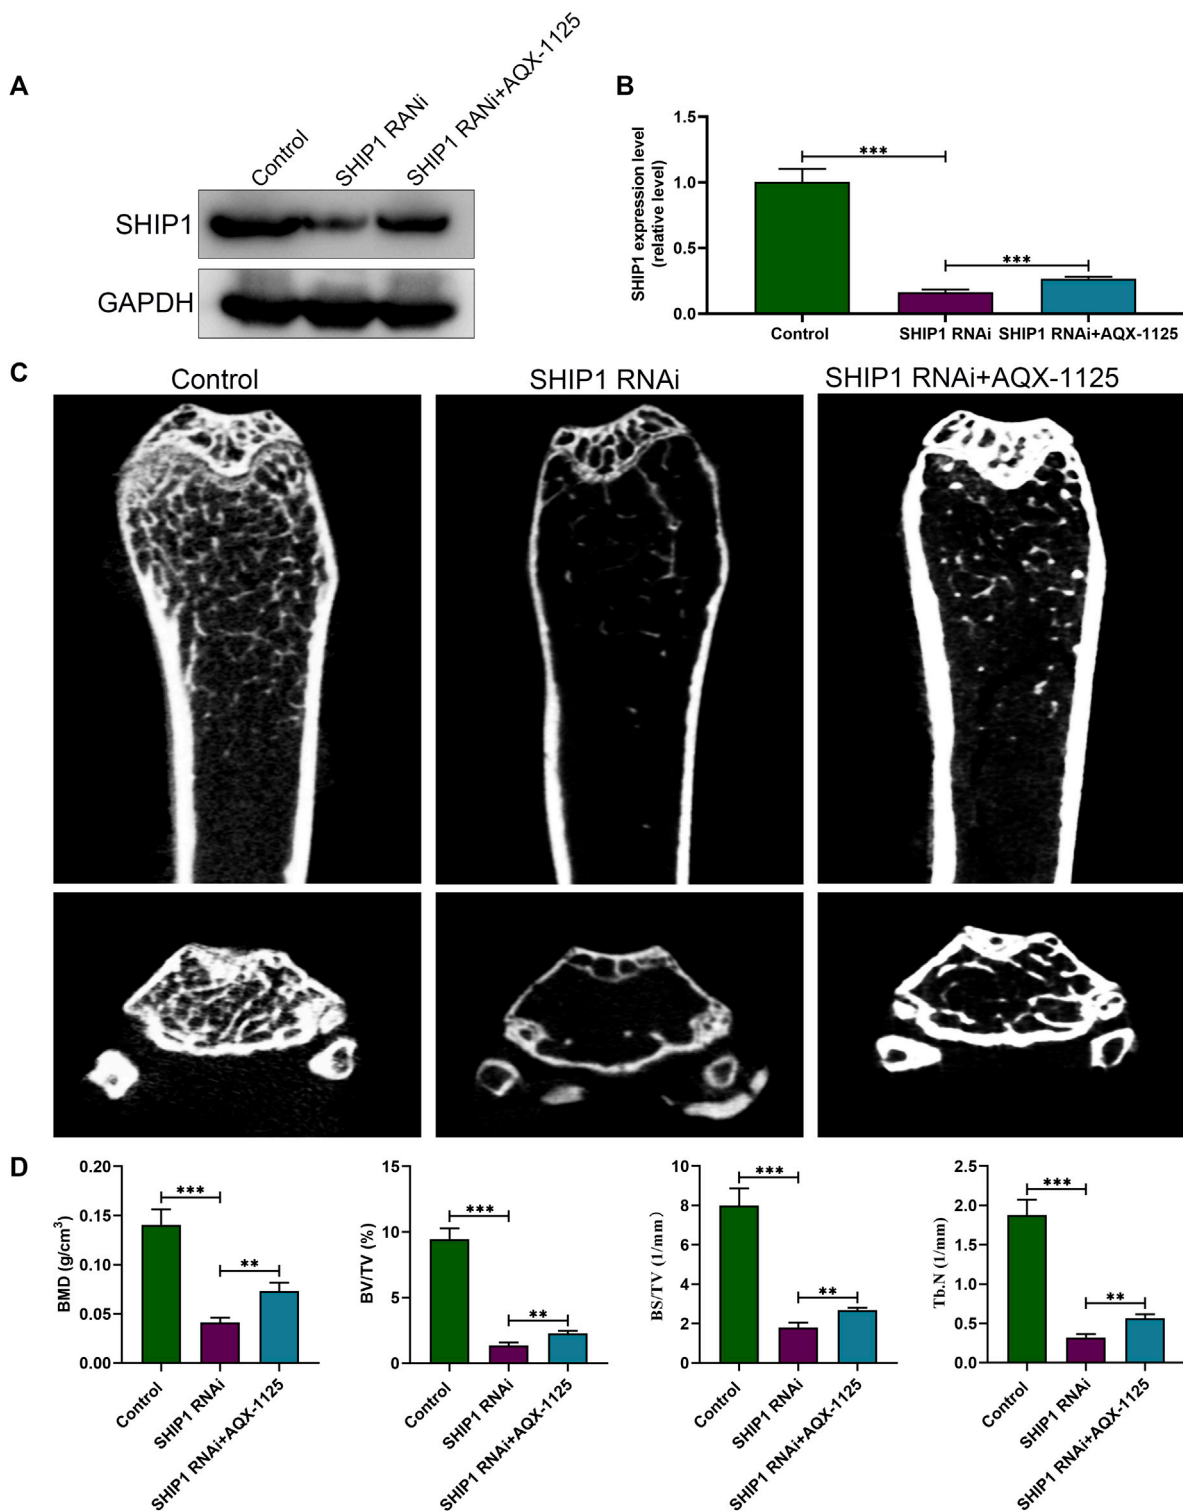 A
Control
SHIP1 RANi
SHIP1 RANi+AQX-1125
SHIP1
GAPDH
B
SHIP1 expression level
(relative level)
1.5
1.0
0.5
0.0
***
***
Control
SHIP1 RNAi
SHIP1 RNAi+AQX-1125
C
Control
SHIP1 RNAi
SHIP1 RNAi+AQX-1125
D
BMD (g/cm³)
0.20
0.15
0.10
0.05
0.00
***
**
Control
SHIP1 RNAi
SHIP1 RNAi+AQX-1125
BV/TV (%)
15
10
5
0
***
**
Control
SHIP1 RNAi
SHIP1 RNAi+AQX-1125
BS/TV (1/mm)
10
8
6
4
2
0
***
**
Control
SHIP1 RNAi
SHIP1 RNAi+AQX-1125
Tb.N (1/mm)
2.5
2.0
1.5
1.0
0.5
0.0
***
**
Control
SHIP1 RNAi
SHIP1 RNAi+AQX-1125